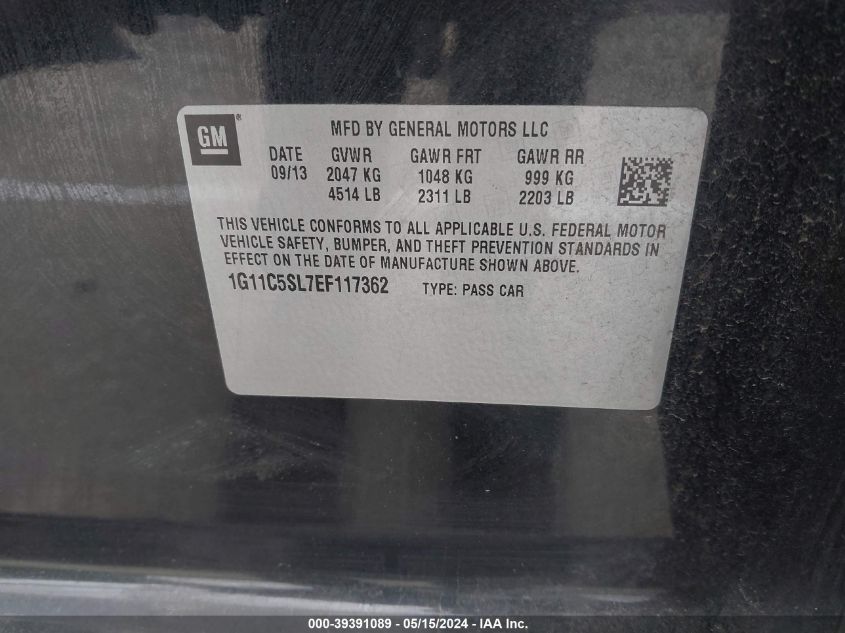 GM ®
MFD BY GENERAL MOTORS LLC
DATE GVWR GAWR FRT GAWR RR
09/13 2047 KG 1048 KG 999 KG
4514 LB 2311 LB 2203 LB
THIS VEHICLE CONFORMS TO ALL APPLICABLE U.S. FEDERAL MOTOR
VEHICLE SAFETY, BUMPER, AND THEFT PREVENTION STANDARDS IN
EFFECT ON THE DATE OF MANUFACTURE SHOWN ABOVE.
1G11C5SL7EF117362 TYPE: PASS CAR
000-39391089 - 05/15/2024 - IAA Inc.